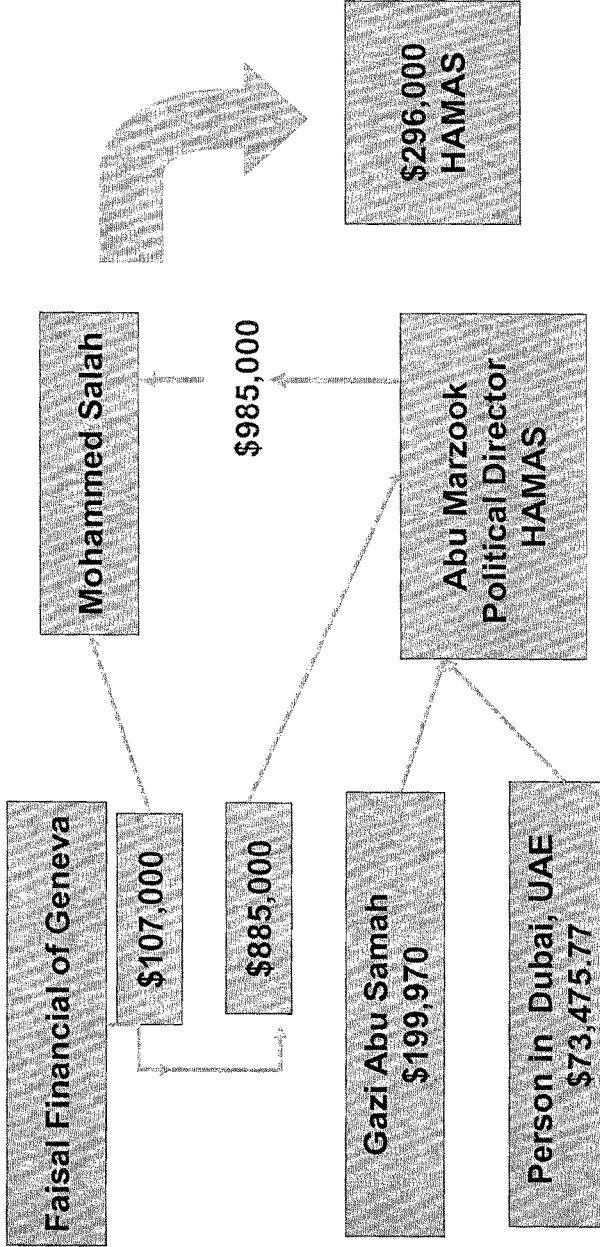 Faisal Financial of Geneva
$107,000
$885,000
Gazi Abu Samah
$199,970
Person in Dubai, UAE
$73,475.77
Mohammed Salah
$985,000
Abu Marzook
Political Director
HAMAS
$296,000
HAMAS